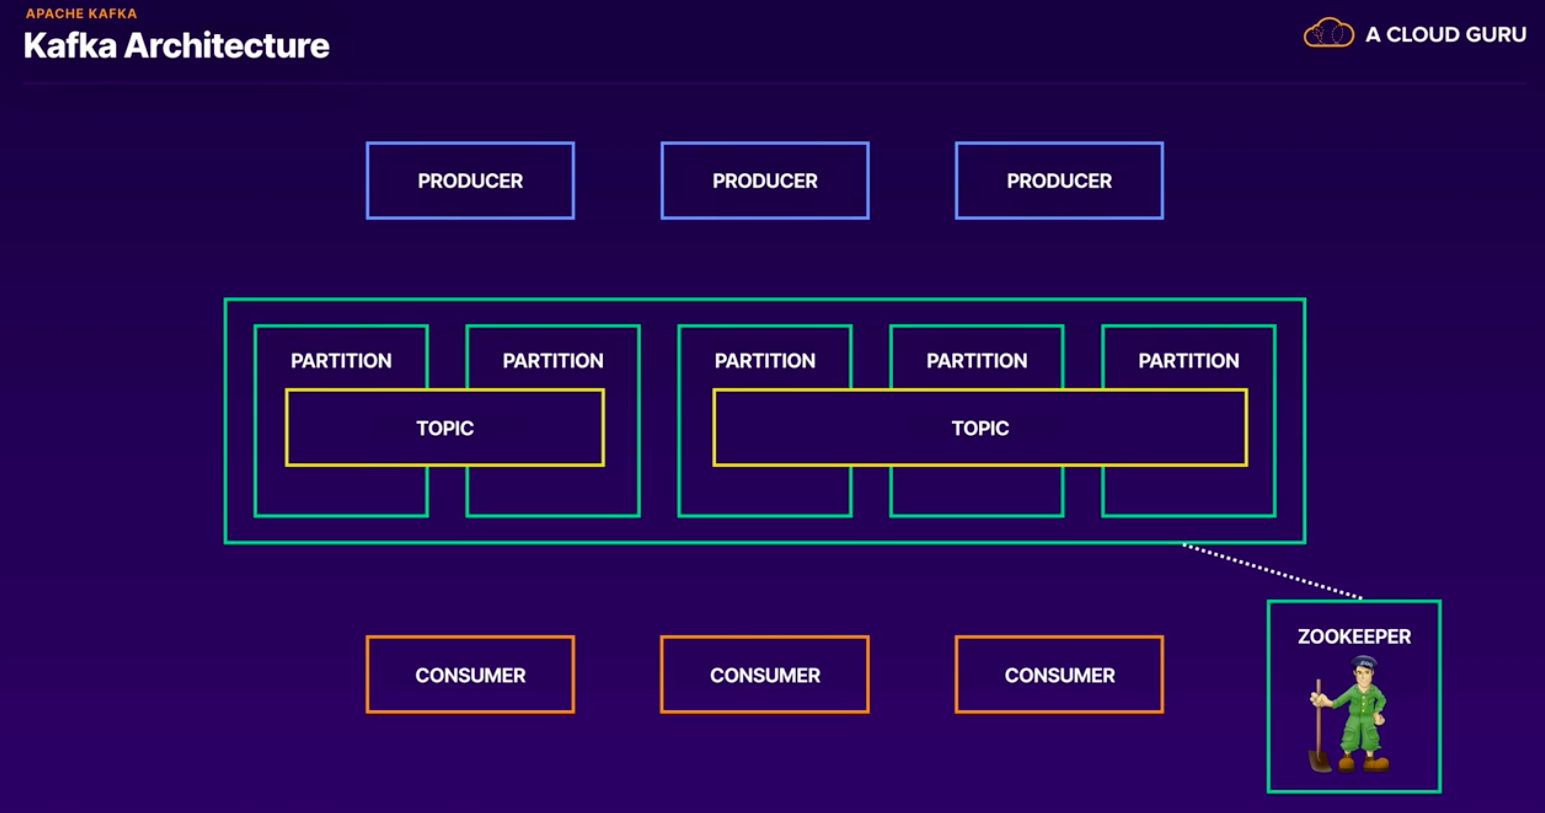 APACHE KAFKA
Kafka Architecture
A CLOUD GURU
PRODUCER
PRODUCER
PRODUCER
PARTITION
PARTITION
PARTITION
PARTITION
PARTITION
TOPIC
TOPIC
CONSUMER
CONSUMER
CONSUMER
ZOOKEEPER
ZOO